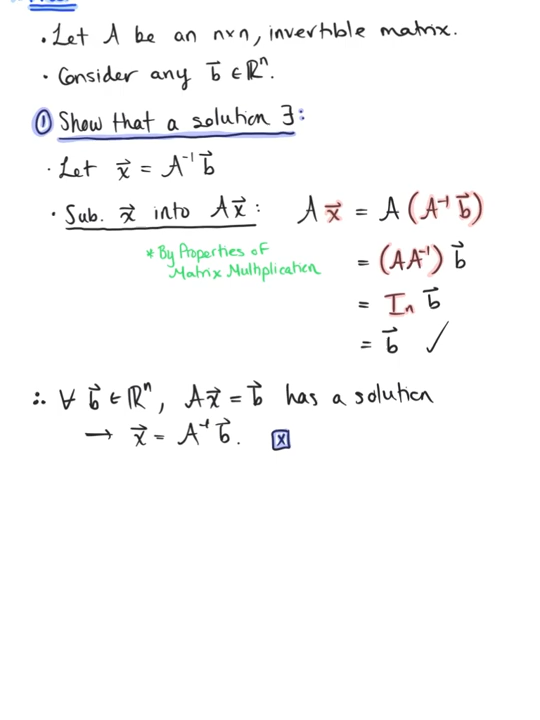 • Let A be an n×n, invertible matrix.
• Consider any b⃗ ∈ ℝⁿ.
① Show that a solution ∃:
• Let x⃗ = A⁻¹b⃗
• Sub. x⃗ into Ax⃗: Ax⃗ = A(A⁻¹b⃗)
* By Properties of = (AA⁻¹)b⃗
Matrix Multiplication
= Iₙ b⃗
= b⃗ ✓
∴ ∀ b⃗ ∈ ℝⁿ, Ax⃗ = b⃗ has a solution
→ x⃗ = A⁻¹b⃗. ☒